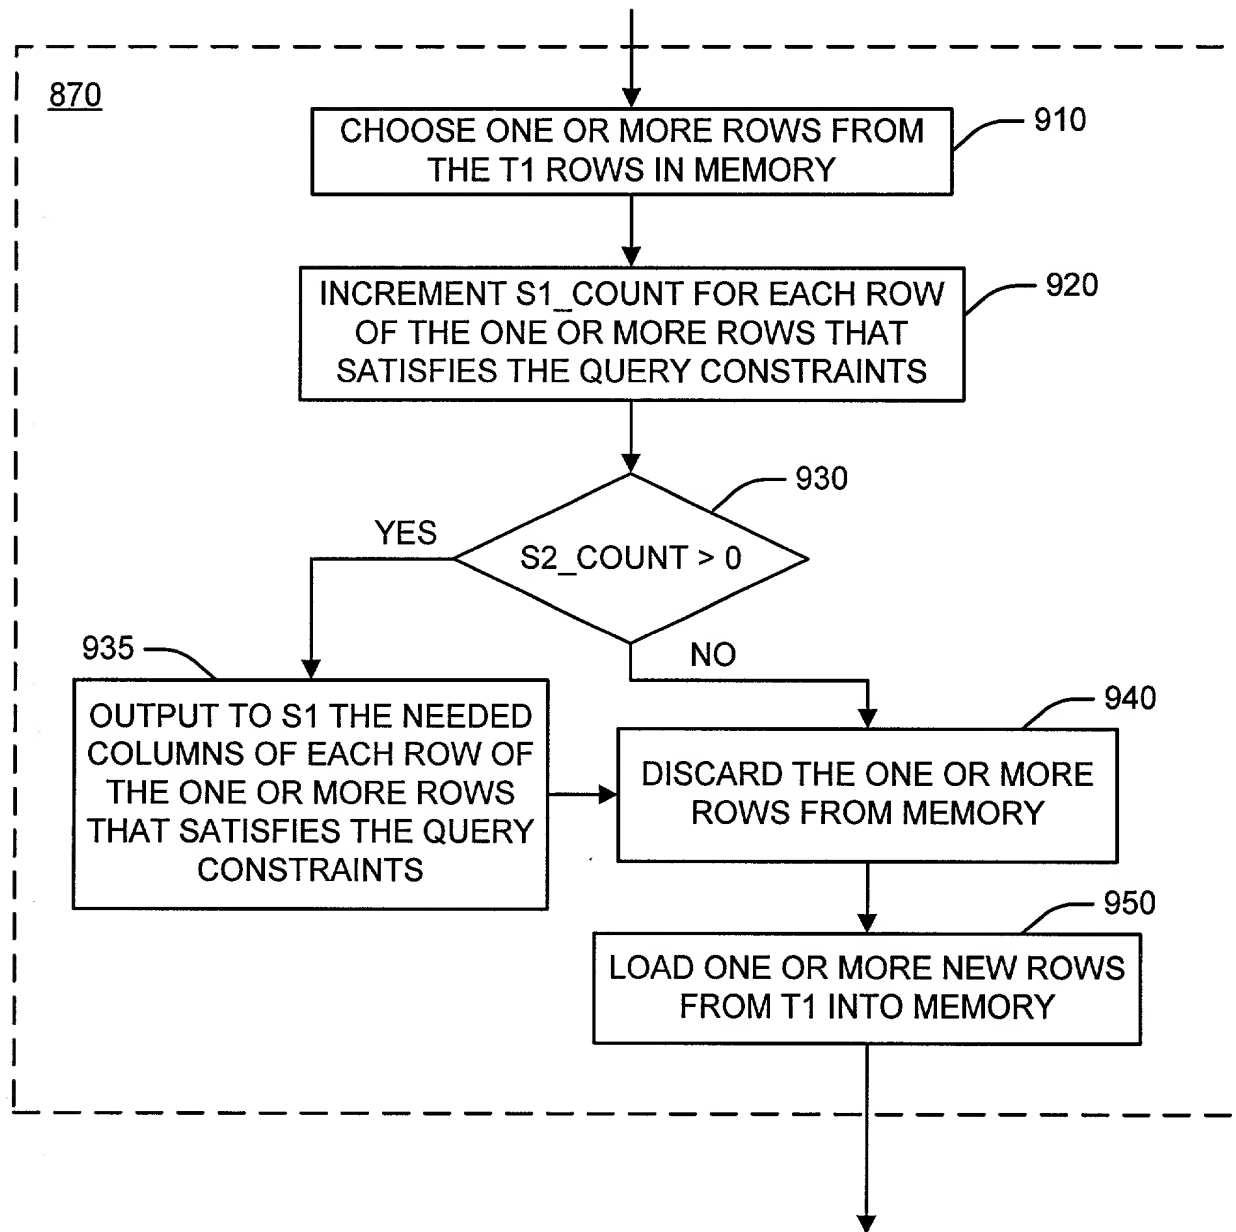 870
CHOOSE ONE OR MORE ROWS FROM
THE T1 ROWS IN MEMORY
910
INCREMENT S1_COUNT FOR EACH ROW
OF THE ONE OR MORE ROWS THAT
SATISFIES THE QUERY CONSTRAINTS
920
930
YES
S2_COUNT > 0
NO
935
OUTPUT TO S1 THE NEEDED
COLUMNS OF EACH ROW OF
THE ONE OR MORE ROWS
THAT SATISFIES THE QUERY
CONSTRAINTS
940
DISCARD THE ONE OR MORE
ROWS FROM MEMORY
950
LOAD ONE OR MORE NEW ROWS
FROM T1 INTO MEMORY